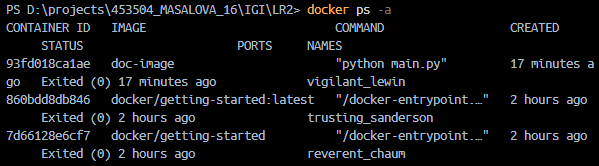 PS D:\projects\453504_MASALOVA_16\IGI\LR2> docker ps -a
CONTAINER ID   IMAGE                           COMMAND                  CREATED
       STATUS                      PORTS     NAMES
93fd018ca1ae   doc-image                       "python main.py"         17 minutes a
go   Exited (0) 17 minutes ago             vigilant_lewin
860bdd8db846   docker/getting-started:latest   "/docker-entrypoint.…"   2 hours ago
       Exited (0) 2 hours ago              trusting_sanderson
7d66128e6cf7   docker/getting-started          "/docker-entrypoint.…"   2 hours ago
       Exited (0) 2 hours ago              reverent_chaum